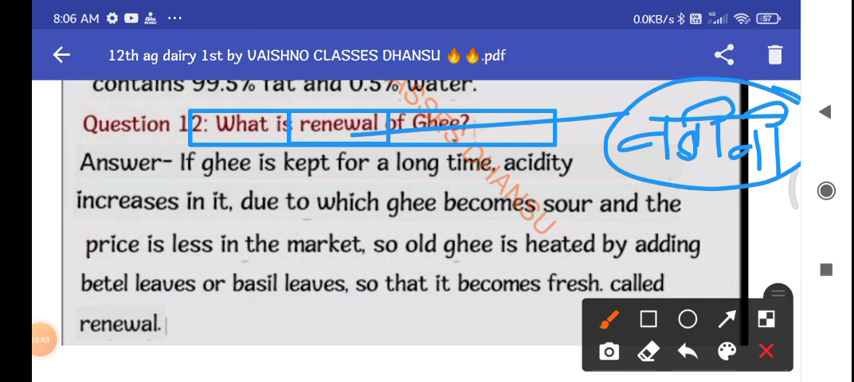 8:06 AM
0.0KB/s 57
12th ag dairy 1st by VAISHNO CLASSES DHANSU 🔥🔥.pdf
contains 99.5% fat and 0.5% water.
Question 12: What is renewal of Ghee?
Answer- If ghee is kept for a long time, acidity
increases in it, due to which ghee becomes sour and the
price is less in the market, so old ghee is heated by adding
betel leaves or basil leaves, so that it becomes fresh. called
renewal.
ASSES DHANSU